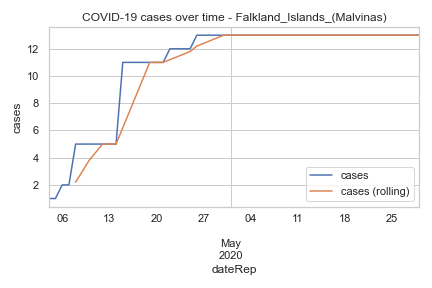 COVID-19 cases over time - Falkland_Islands_(Malvinas)
cases
12
10
8
6
4
2
cases
cases (rolling)
06 13 20 27 04 11 18 25
May
2020
dateRep